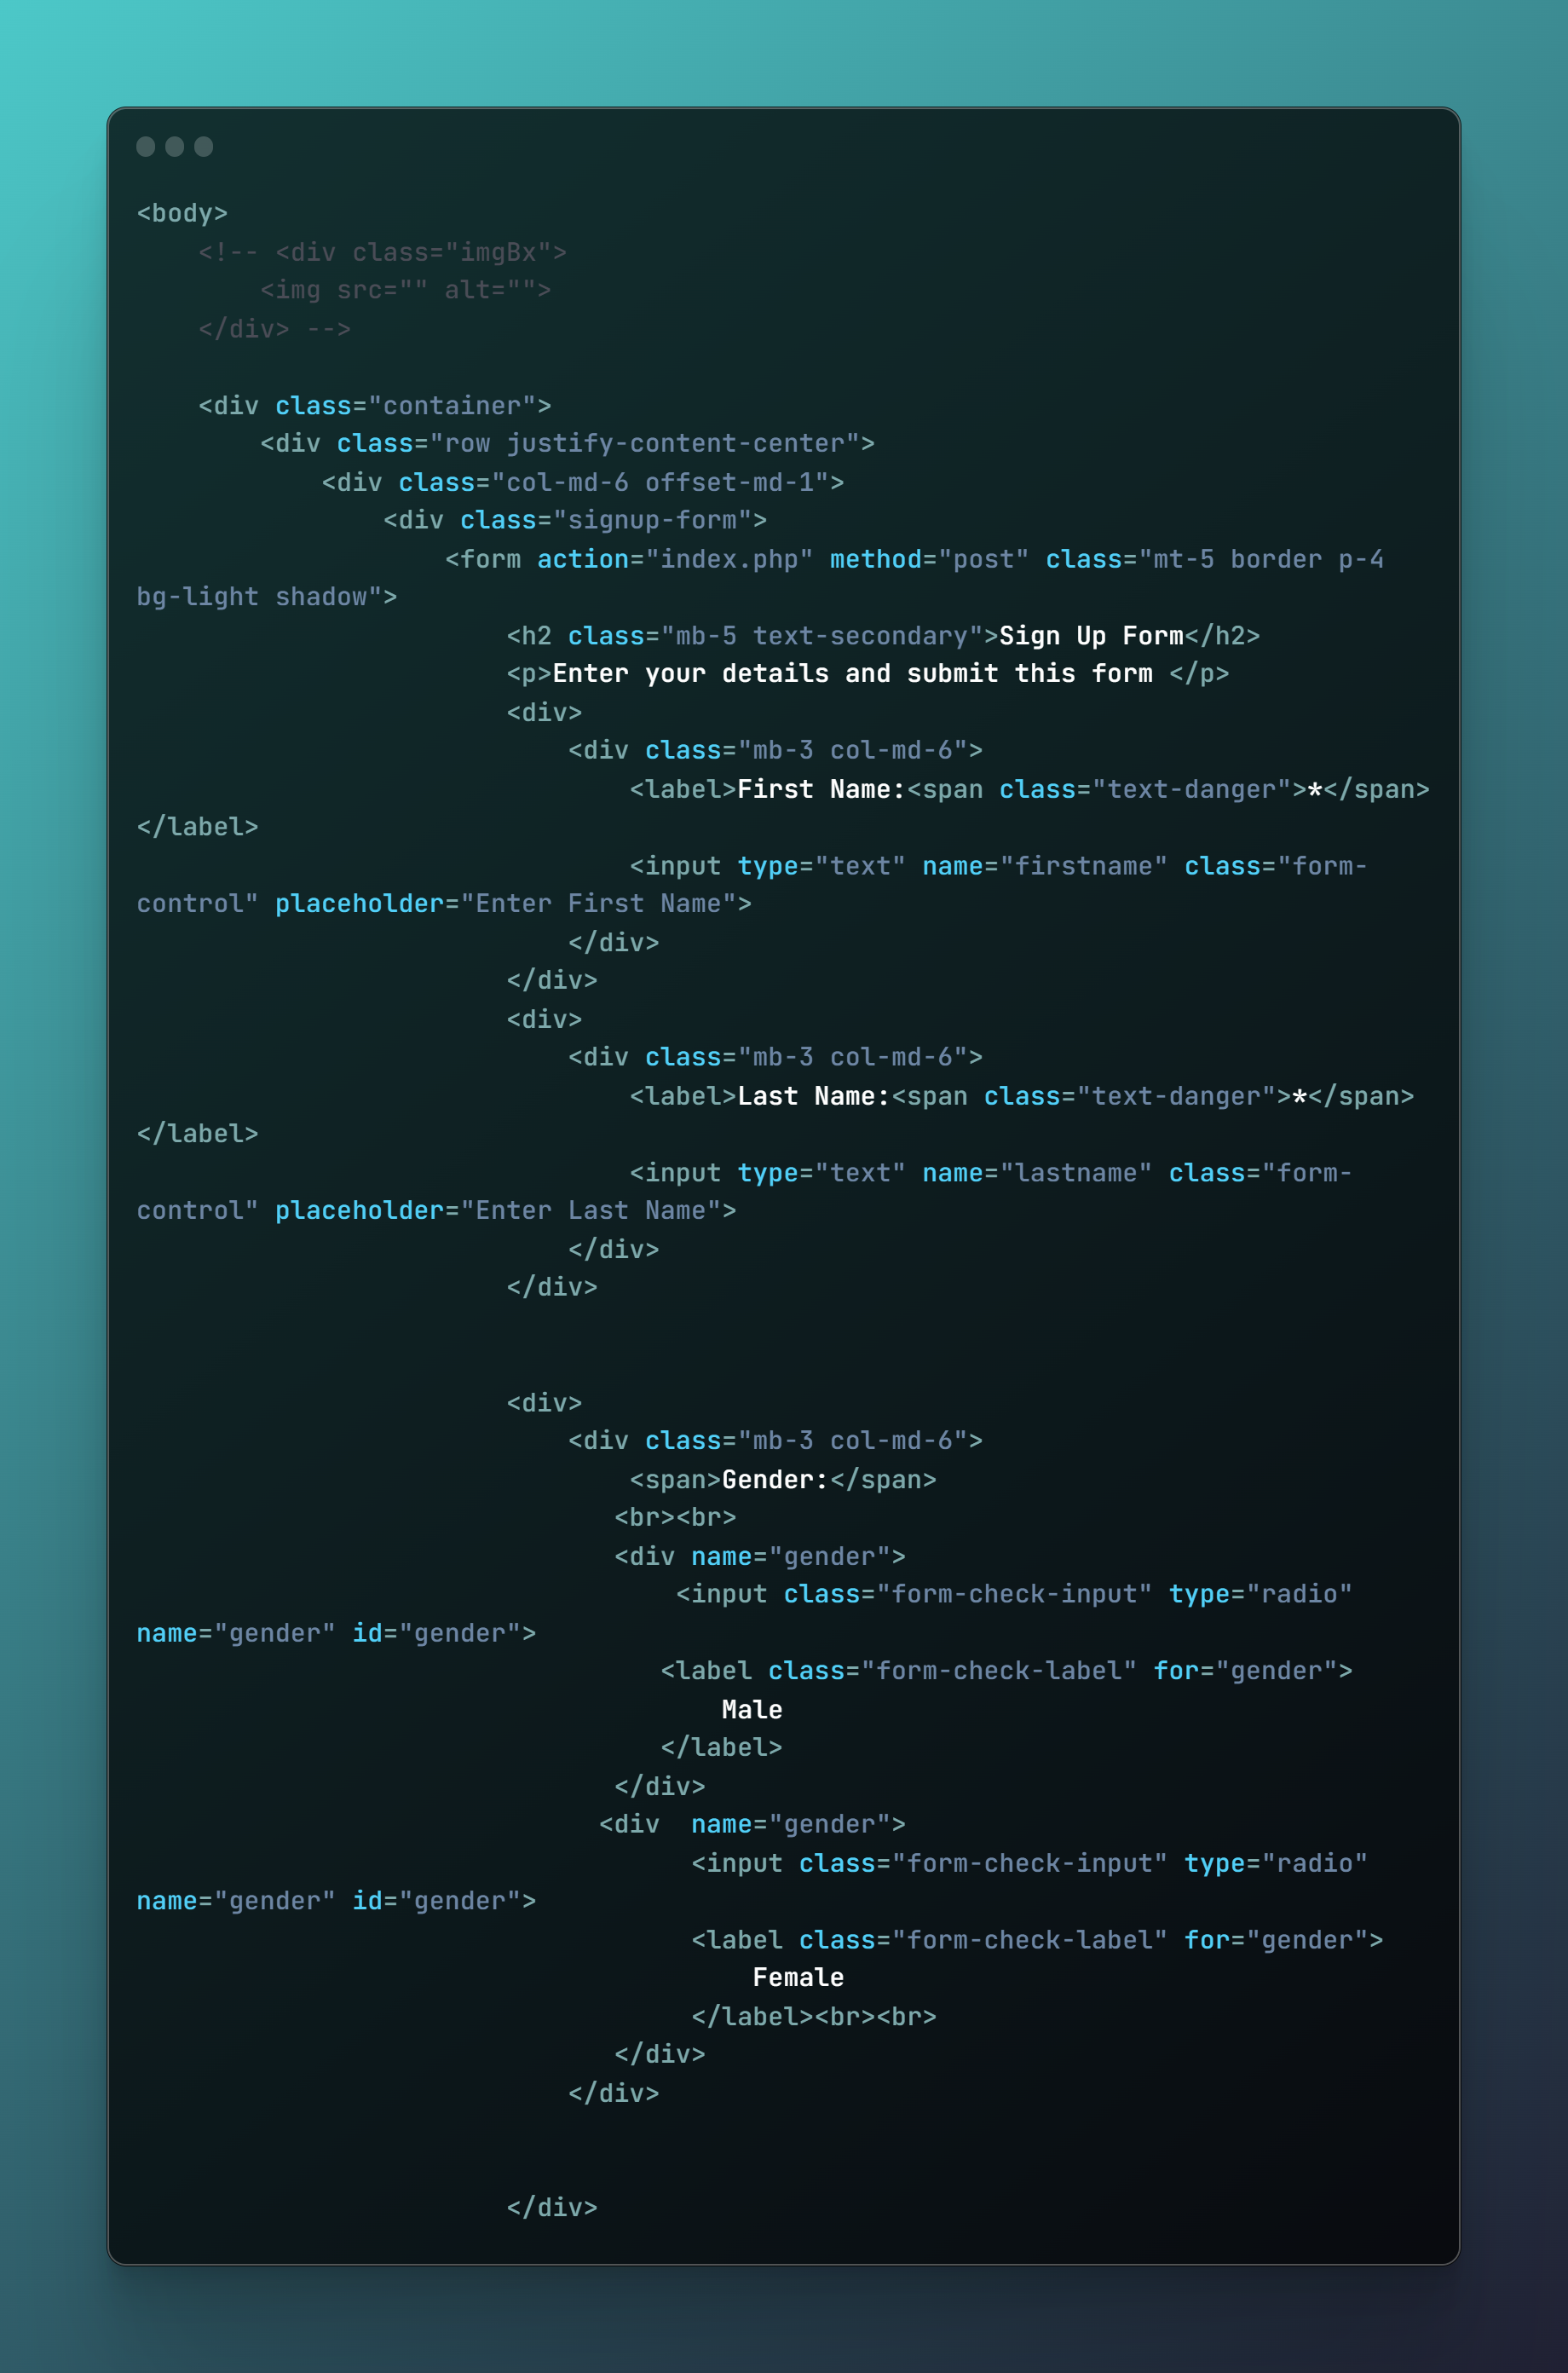 <body>
    <!-- <div class="imgBx">
        <img src="" alt="">
    </div> -->

    <div class="container">
        <div class="row justify-content-center">
            <div class="col-md-6 offset-md-1">
                <div class="signup-form">
                    <form action="index.php" method="post" class="mt-5 border p-4
bg-light shadow">
                        <h2 class="mb-5 text-secondary">Sign Up Form</h2>
                        <p>Enter your details and submit this form </p>
                        <div>
                            <div class="mb-3 col-md-6">
                                <label>First Name:<span class="text-danger">*</span>
</label>
                                <input type="text" name="firstname" class="form-
control" placeholder="Enter First Name">
                            </div>
                        </div>
                        <div>
                            <div class="mb-3 col-md-6">
                                <label>Last Name:<span class="text-danger">*</span>
</label>
                                <input type="text" name="lastname" class="form-
control" placeholder="Enter Last Name">
                            </div>
                        </div>


                        <div>
                            <div class="mb-3 col-md-6">
                                <span>Gender:</span>
                               <br><br>
                               <div name="gender">
                                   <input class="form-check-input" type="radio"
name="gender" id="gender">
                                  <label class="form-check-label" for="gender">
                                      Male
                                  </label>
                               </div>
                              <div  name="gender">
                                    <input class="form-check-input" type="radio"
name="gender" id="gender">
                                    <label class="form-check-label" for="gender">
                                        Female
                                    </label><br><br>
                               </div>
                            </div>


                        </div>